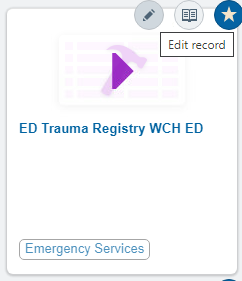 Edit record
ED Trauma Registry WCH ED
Emergency Services